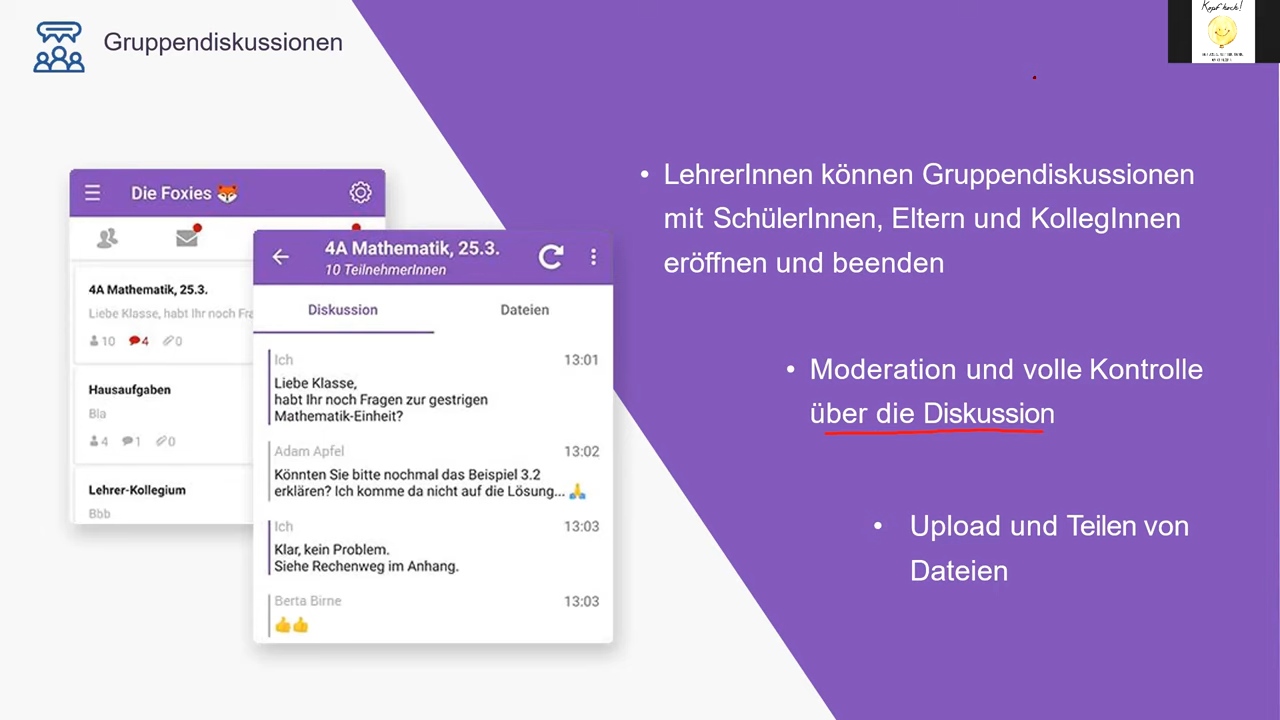 Gruppendiskussionen
Kopf hoch!
Die Foxies 🦊
4A Mathematik, 25.3.
Liebe Klasse, habt Ihr noch Fra
10 4 0
Hausaufgaben
Bla
4 1 0
Lehrer-Kollegium
Bbb
4A Mathematik, 25.3.
10 TeilnehmerInnen
Diskussion Dateien
Ich 13:01
Liebe Klasse,
habt Ihr noch Fragen zur gestrigen
Mathematik-Einheit?
Adam Apfel 13:02
Könnten Sie bitte nochmal das Beispiel 3.2
erklären? Ich komme da nicht auf die Lösung... 🙏
Ich 13:03
Klar, kein Problem.
Siehe Rechenweg im Anhang.
Berta Birne 13:03
👍👍
• LehrerInnen können Gruppendiskussionen
mit SchülerInnen, Eltern und KollegInnen
eröffnen und beenden
• Moderation und volle Kontrolle
über die Diskussion
• Upload und Teilen von
Dateien